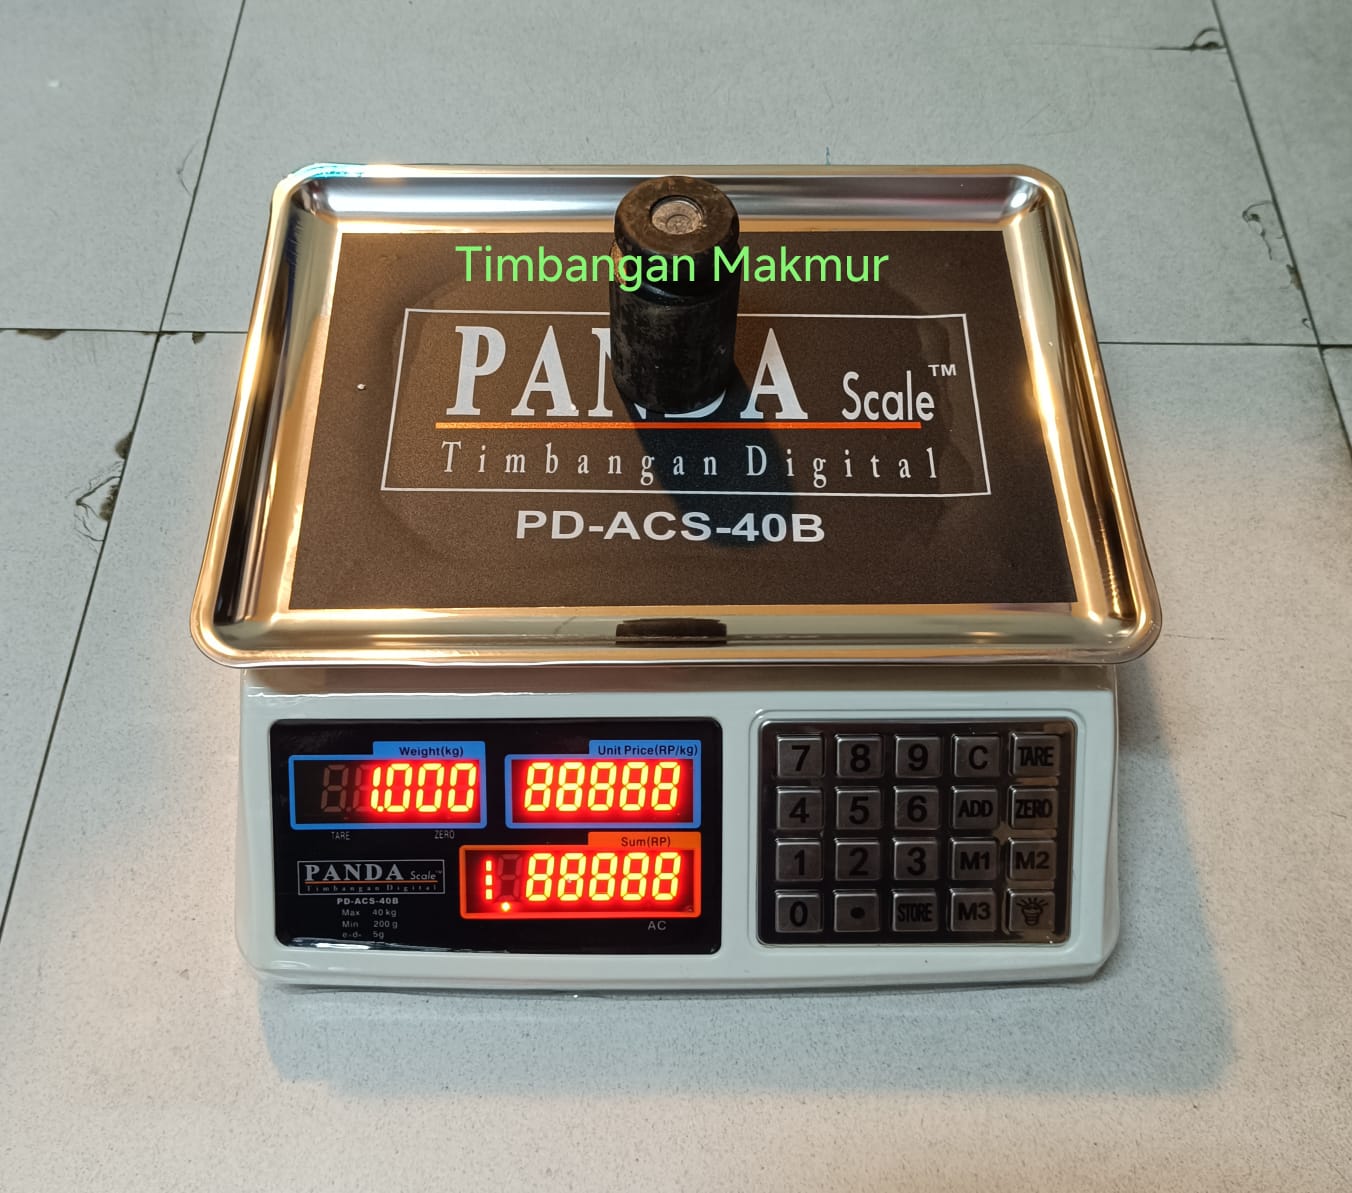 Timbangan Makmur
PANDA Scale™
Timbangan Digital
PD-ACS-40B
Weight(kg)
Unit Price(RP/kg)
1.000
88888
TARE
ZERO
Sum(RP)
88888
PANDA Scale™
Timbangan Digital
PD-ACS-40B
Max 40 kg
Min 200 g
e-d- 5g
AC
7 8 9 C TARE
4 5 6 ADD ZERO
1 2 3 M1 M2
0 . STORE M3